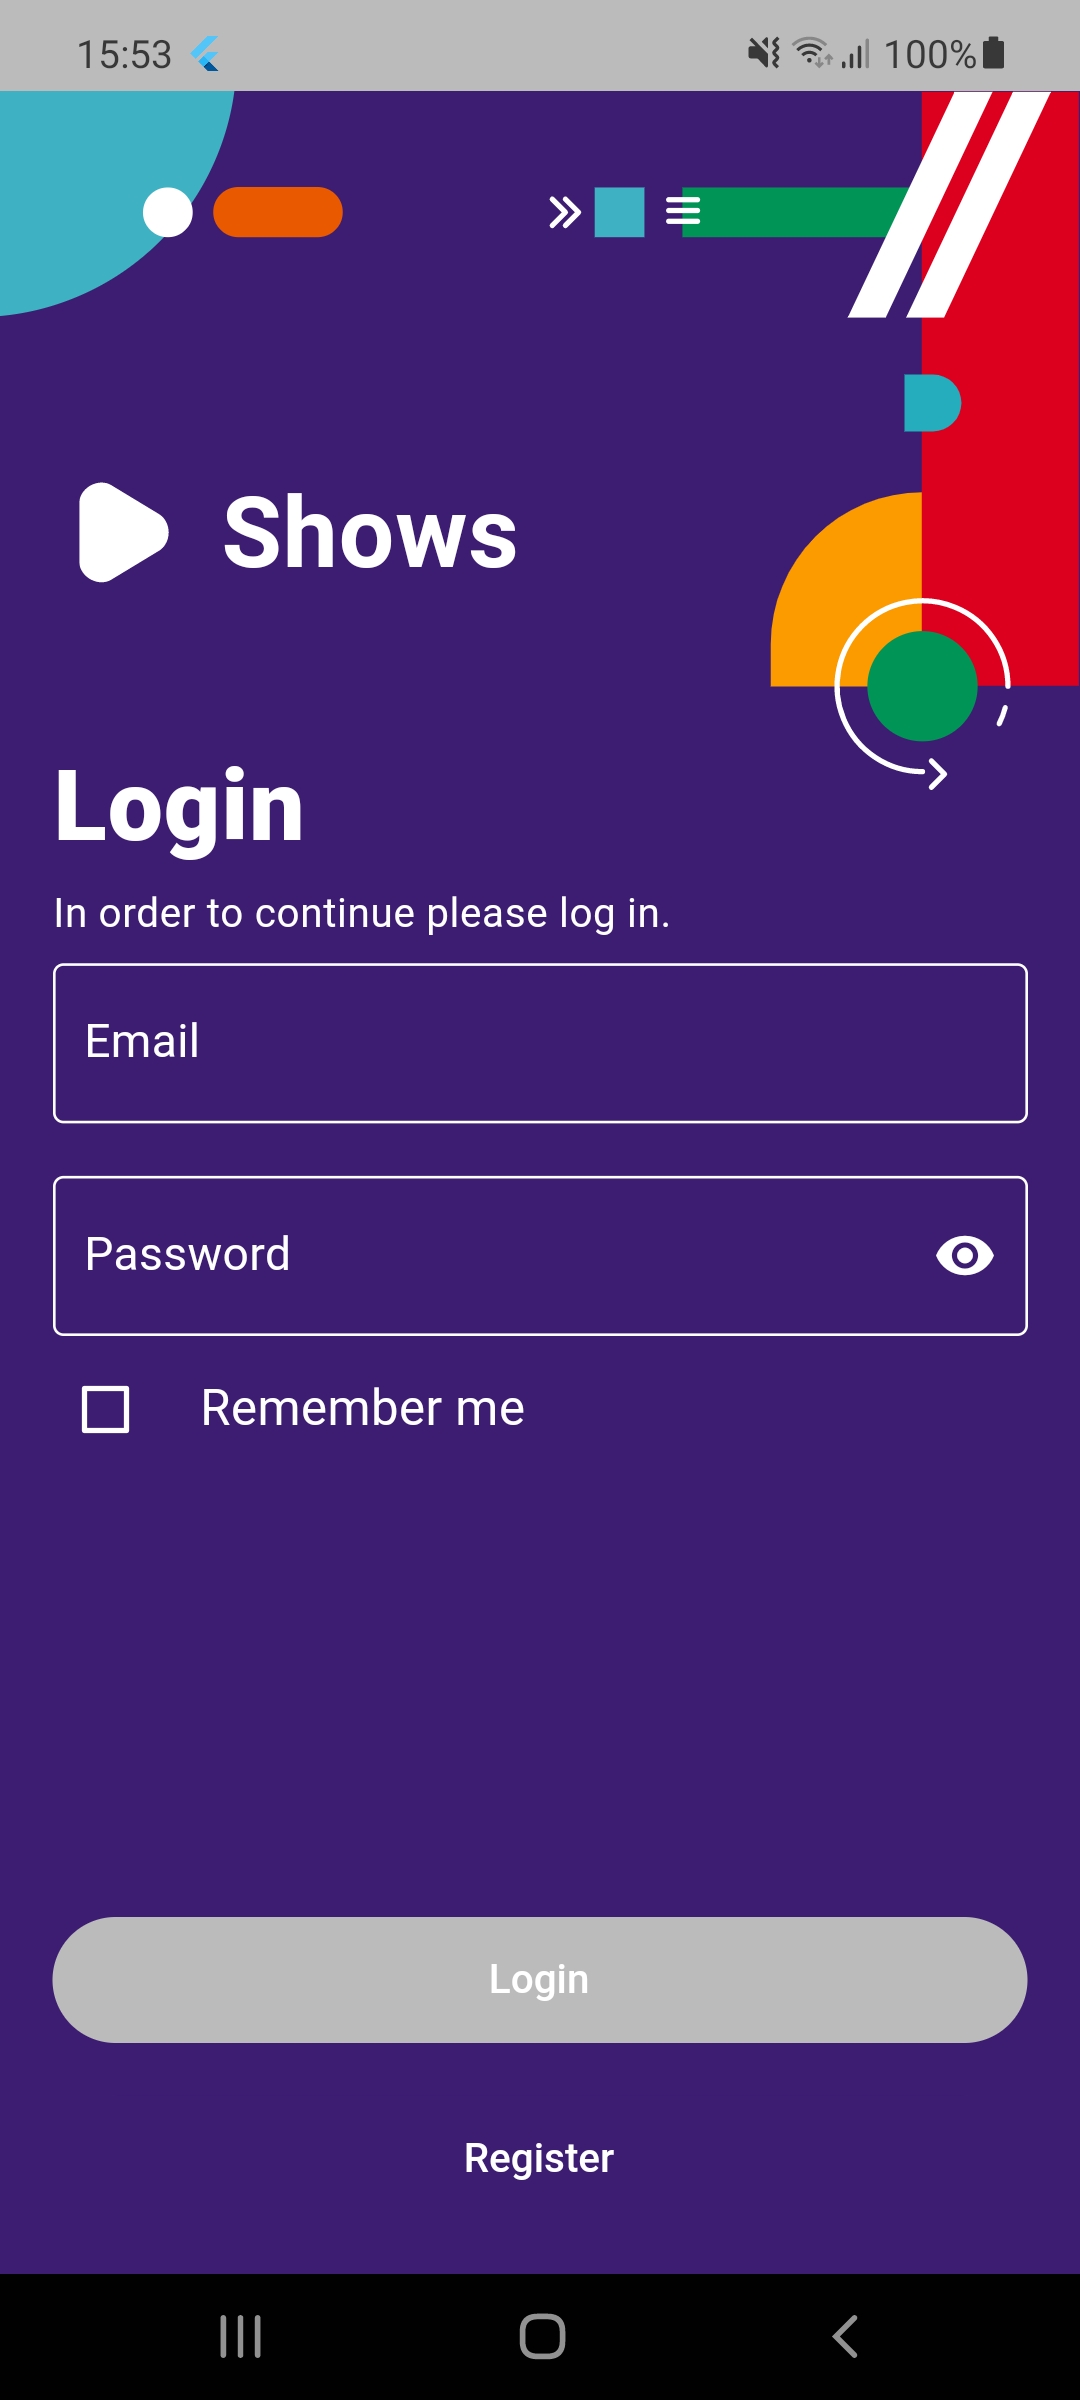 15:53 100%
Shows
Login
In order to continue please log in.
Email
Password
Remember me
Login
Register